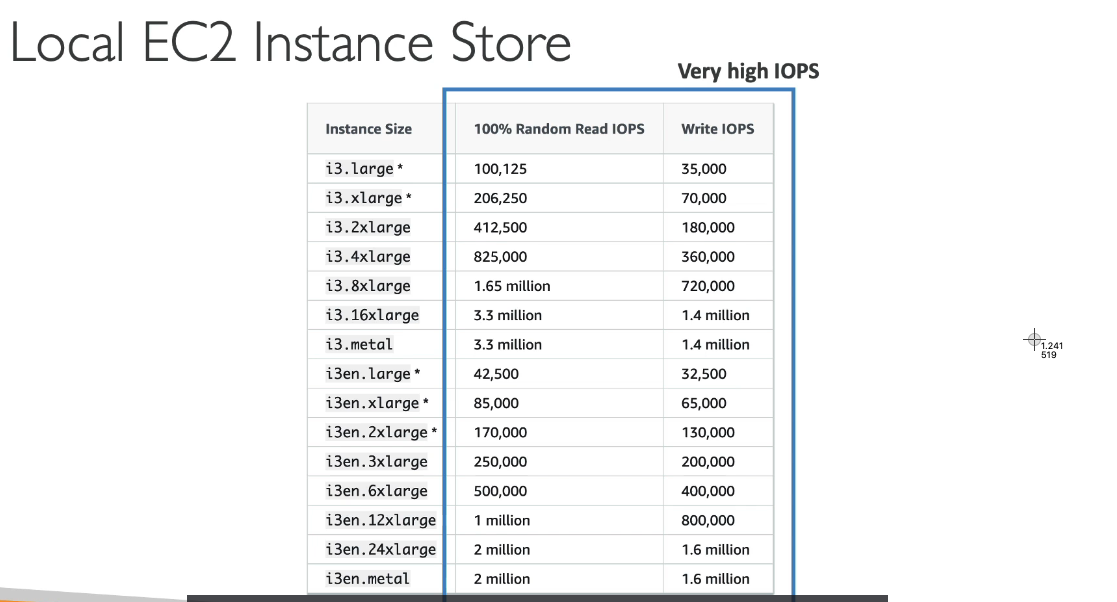 Local EC2 Instance Store
Very high IOPS
Instance Size 100% Random Read IOPS Write IOPS
i3.large * 100,125 35,000
i3.xlarge * 206,250 70,000
i3.2xlarge 412,500 180,000
i3.4xlarge 825,000 360,000
i3.8xlarge 1.65 million 720,000
i3.16xlarge 3.3 million 1.4 million
i3.metal 3.3 million 1.4 million
i3en.large * 42,500 32,500
i3en.xlarge * 85,000 65,000
i3en.2xlarge * 170,000 130,000
i3en.3xlarge 250,000 200,000
i3en.6xlarge 500,000 400,000
i3en.12xlarge 1 million 800,000
i3en.24xlarge 2 million 1.6 million
i3en.metal 2 million 1.6 million
1.241
519